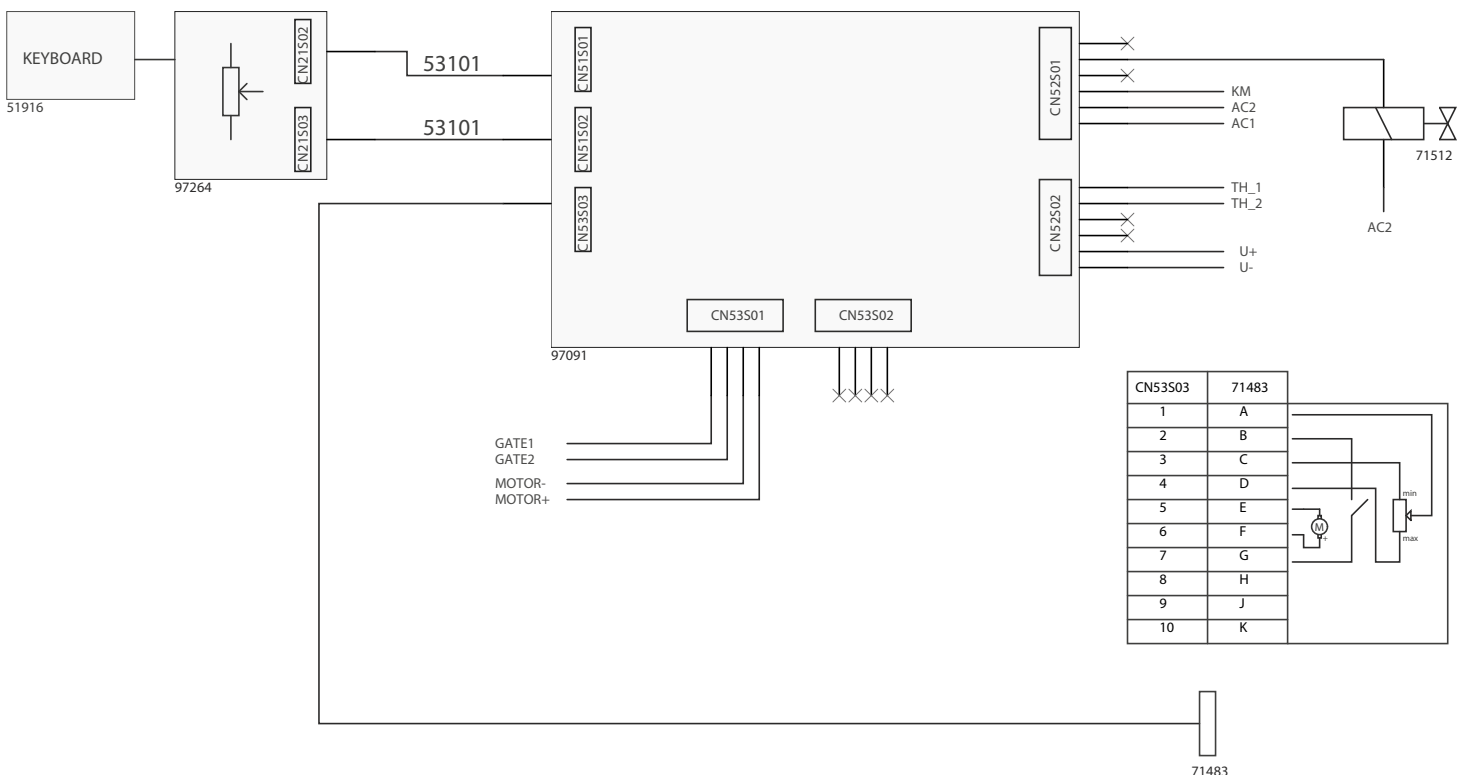 KEYBOARD
51916
CN21S02
CN21S03
97264
53101
53101
CN51S01
CN51S02
CN53S03
CN52S01
CN52S02
CN53S01
CN53S02
97091
KM
AC2
AC1
TH_1
TH_2
U+
U-
71512
AC2
GATE1
GATE2
MOTOR-
MOTOR+
CN53S03 71483
1 A
2 B
3 C
4 D
5 E
6 F
7 G
8 H
9 J
10 K
min
M
+
max
71483